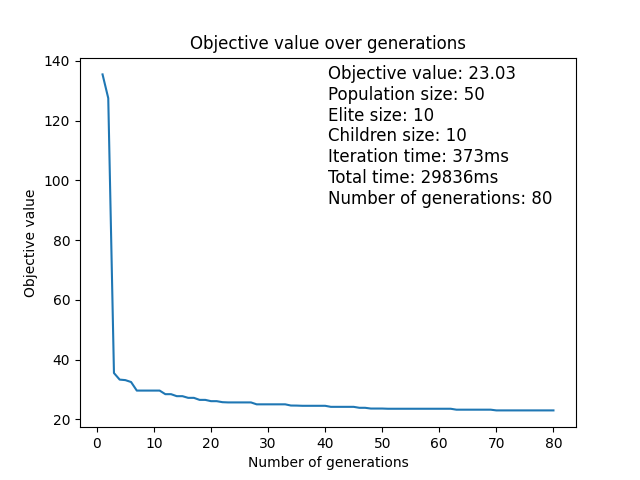 Objective value over generations
Objective value: 23.03
Population size: 50
Elite size: 10
Children size: 10
Iteration time: 373ms
Total time: 29836ms
Number of generations: 80
Objective value
140
120
100
80
60
40
20
0 10 20 30 40 50 60 70 80
Number of generations